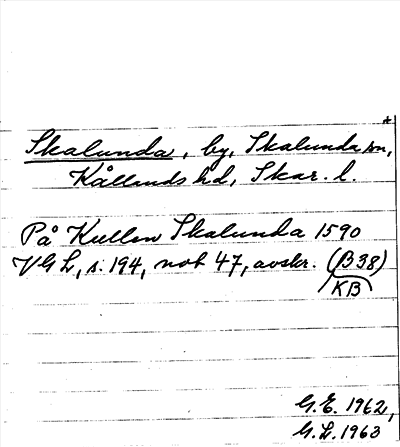 Skalunda, by, Skalunda sn,
Kållands hd, Skar. l.
På Kullen Skalunda 1590
VGL, s. 194, not 47, avskr. (B 38)
KB
G.E. 1962,
G.L. 1963